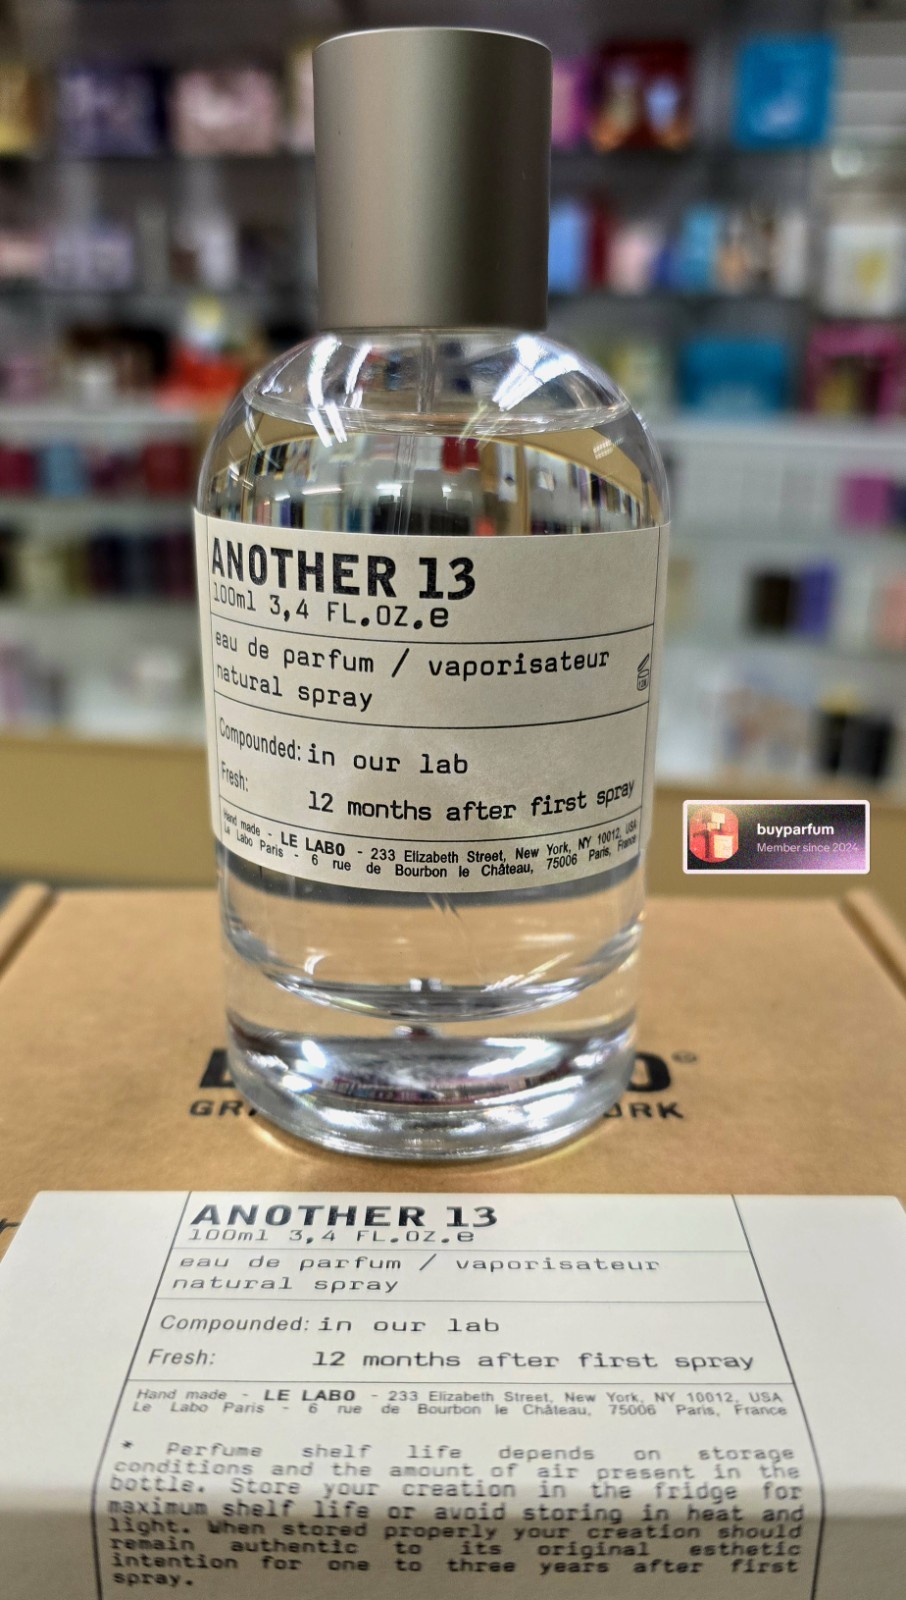 ANOTHER 13
100ml 3,4 FL.OZ.e
eau de parfum / vaporisateur
natural spray
Compounded: in our lab
Fresh: 12 months after first spray
Hand made - LE LABO - 233 Elizabeth Street, New York, NY 10012, USA
Le Labo Paris - 6 rue de Bourbon le Château, 75006 Paris, France
buyparfum
Member since 2024
ANOTHER 13
100ml 3,4 FL.OZ.e
eau de parfum / vaporisateur
natural spray
Compounded: in our lab
Fresh: 12 months after first spray
Hand made - LE LABO - 233 Elizabeth Street, New York, NY 10012, USA
Le Labo Paris - 6 rue de Bourbon le Château, 75006 Paris, France
* Perfume shelf life depends on storage
conditions and the amount of air present in the
bottle. Store your creation in the fridge for
maximum shelf life or avoid storing in heat and
light. When stored properly your creation should
remain authentic to its original esthetic
intention for one to three years after first
spray.